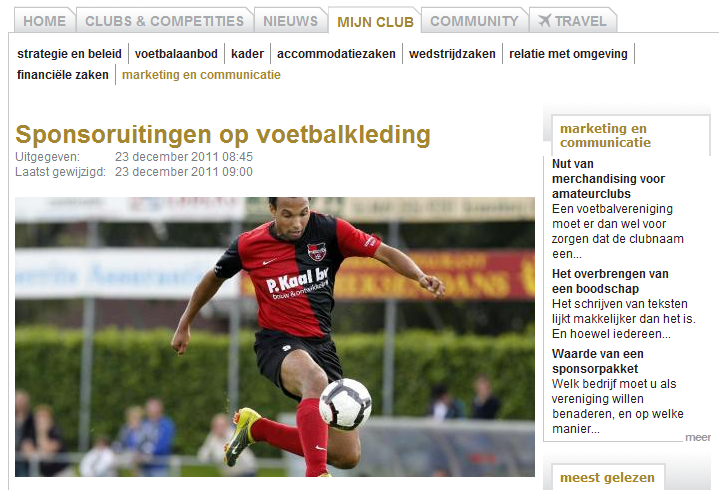 HOME CLUBS & COMPETITIES NIEUWS MIJN CLUB COMMUNITY TRAVEL
strategie en beleid voetbalaanbod kader accommodatiezaken wedstrijdzaken relatie met omgeving
financiële zaken marketing en communicatie
Sponsoruitingen op voetbalkleding
Uitgegeven: 23 december 2011 08:45
Laatst gewijzigd: 23 december 2011 09:00
P.Kaal bv
bouw & ontwikkeling
marketing en
communicatie
Nut van
merchandising voor
amateurclubs
Een voetbalvereniging
moet er dan wel voor
zorgen dat de clubnaam
een...
Het overbrengen van
een boodschap
Het schrijven van teksten
lijkt makkelijker dan het is.
En hoewel iedereen...
Waarde van een
sponsorpakket
Welk bedrijf moet u als
vereniging willen
benaderen, en op welke
manier...
meer
meest gelezen